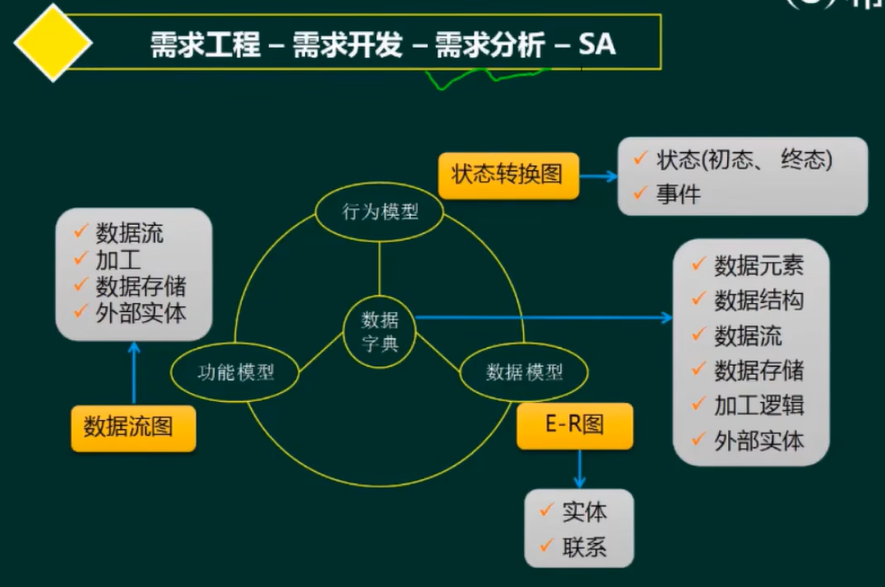 需求工程 – 需求开发 – 需求分析 – SA
状态转换图
状态(初态、 终态)
事件
行为模型
数据流
加工
数据存储
外部实体
数据
字典
数据元素
数据结构
数据流
数据存储
加工逻辑
外部实体
功能模型
数据模型
数据流图
E-R图
实体
联系